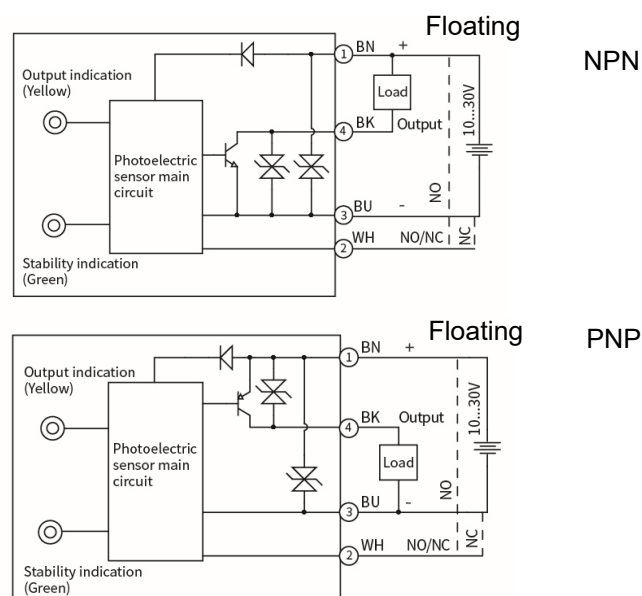 Floating
NPN
1 BN +
Output indication
(Yellow)
Load
10...30V
4 BK Output
Photoelectric
sensor main
circuit
NO
3 BU -
2 WH NO/NC NC
Stability indication
(Green)
Floating
PNP
1 BN +
Output indication
(Yellow)
10...30V
4 BK Output
Photoelectric
sensor main
circuit
Load
NO
3 BU -
2 WH NO/NC NC
Stability indication
(Green)